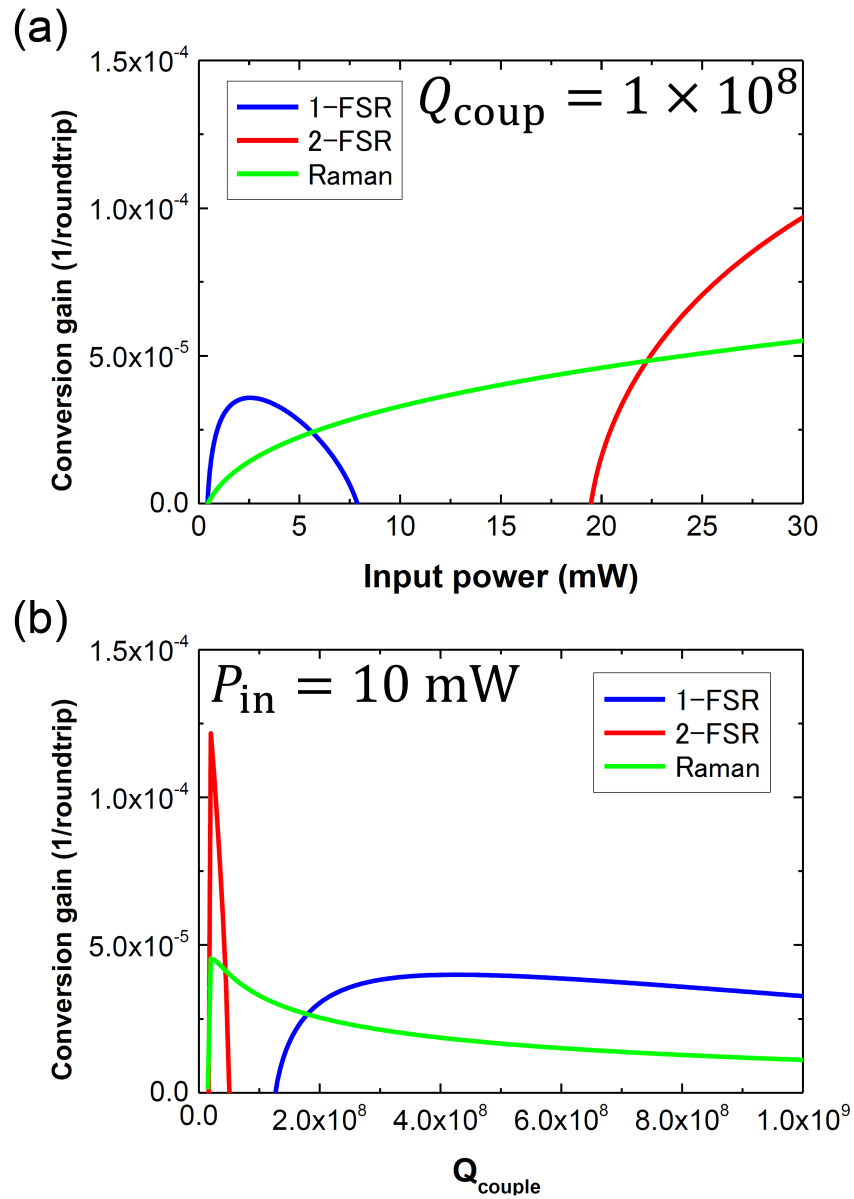 (a)
Q_coup = 1 × 10^8
1-FSR
2-FSR
Raman
Conversion gain (1/roundtrip)
1.5x10^-4
1.0x10^-4
5.0x10^-5
0.0
0 5 10 15 20 25 30
Input power (mW)
(b)
P_in = 10 mW
1-FSR
2-FSR
Raman
Conversion gain (1/roundtrip)
1.5x10^-4
1.0x10^-4
5.0x10^-5
0.0
0.0 2.0x10^8 4.0x10^8 6.0x10^8 8.0x10^8 1.0x10^9
Q_couple